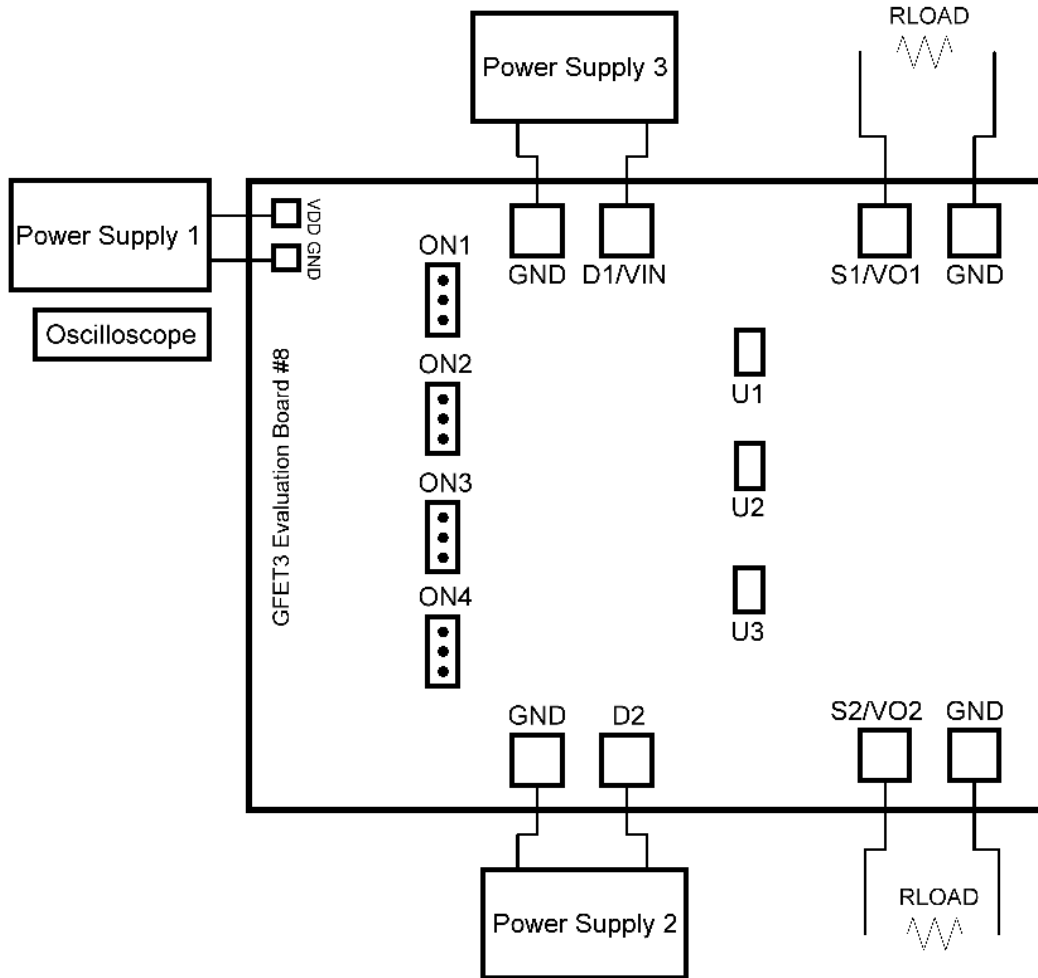 RLOAD
Power Supply 3
Power Supply 1
VDD GND
ON1
GND D1/VIN
S1/VO1 GND
Oscilloscope
GFET3 Evaluation Board #8
ON2
U1
ON3
U2
ON4
U3
GND D2
S2/VO2 GND
Power Supply 2
RLOAD